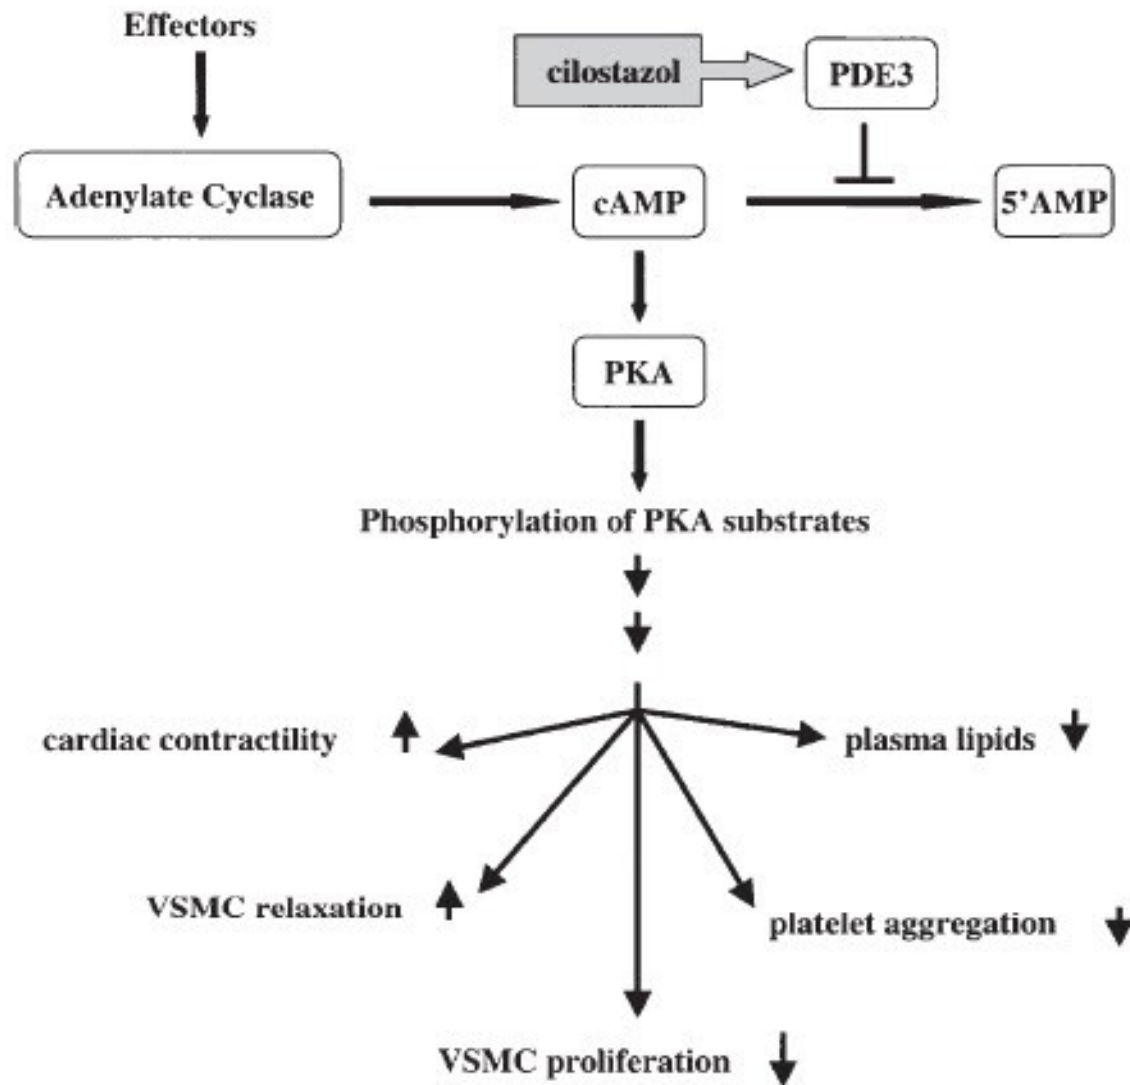 Effectors
cilostazol
PDE3
Adenylate Cyclase
cAMP
5'AMP
PKA
Phosphorylation of PKA substrates
cardiac contractility
plasma lipids
VSMC relaxation
platelet aggregation
VSMC proliferation